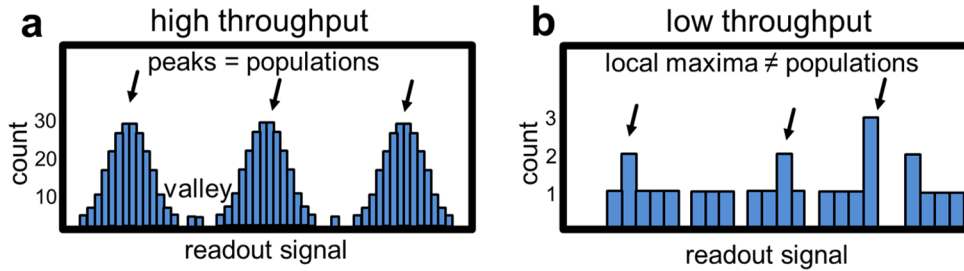 a
high throughput
peaks = populations
30
20
10
count
valley
readout signal
b
low throughput
local maxima ≠ populations
3
2
1
count
readout signal